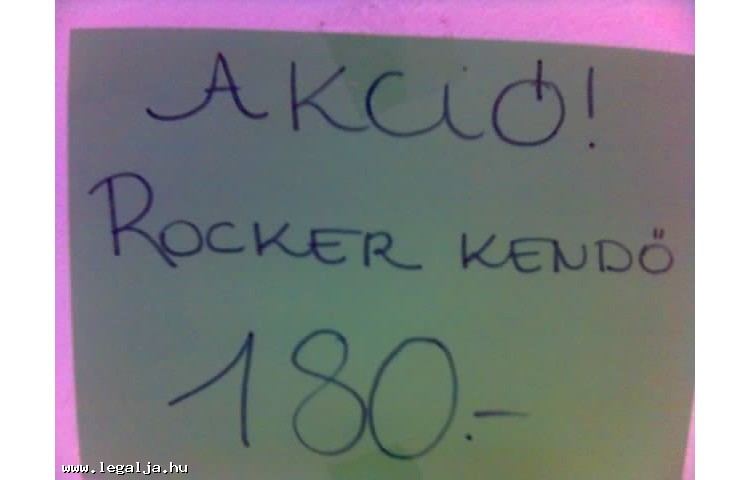 AKCIÓ!
ROCKER KENDŐ
180.-
www.legalja.hu